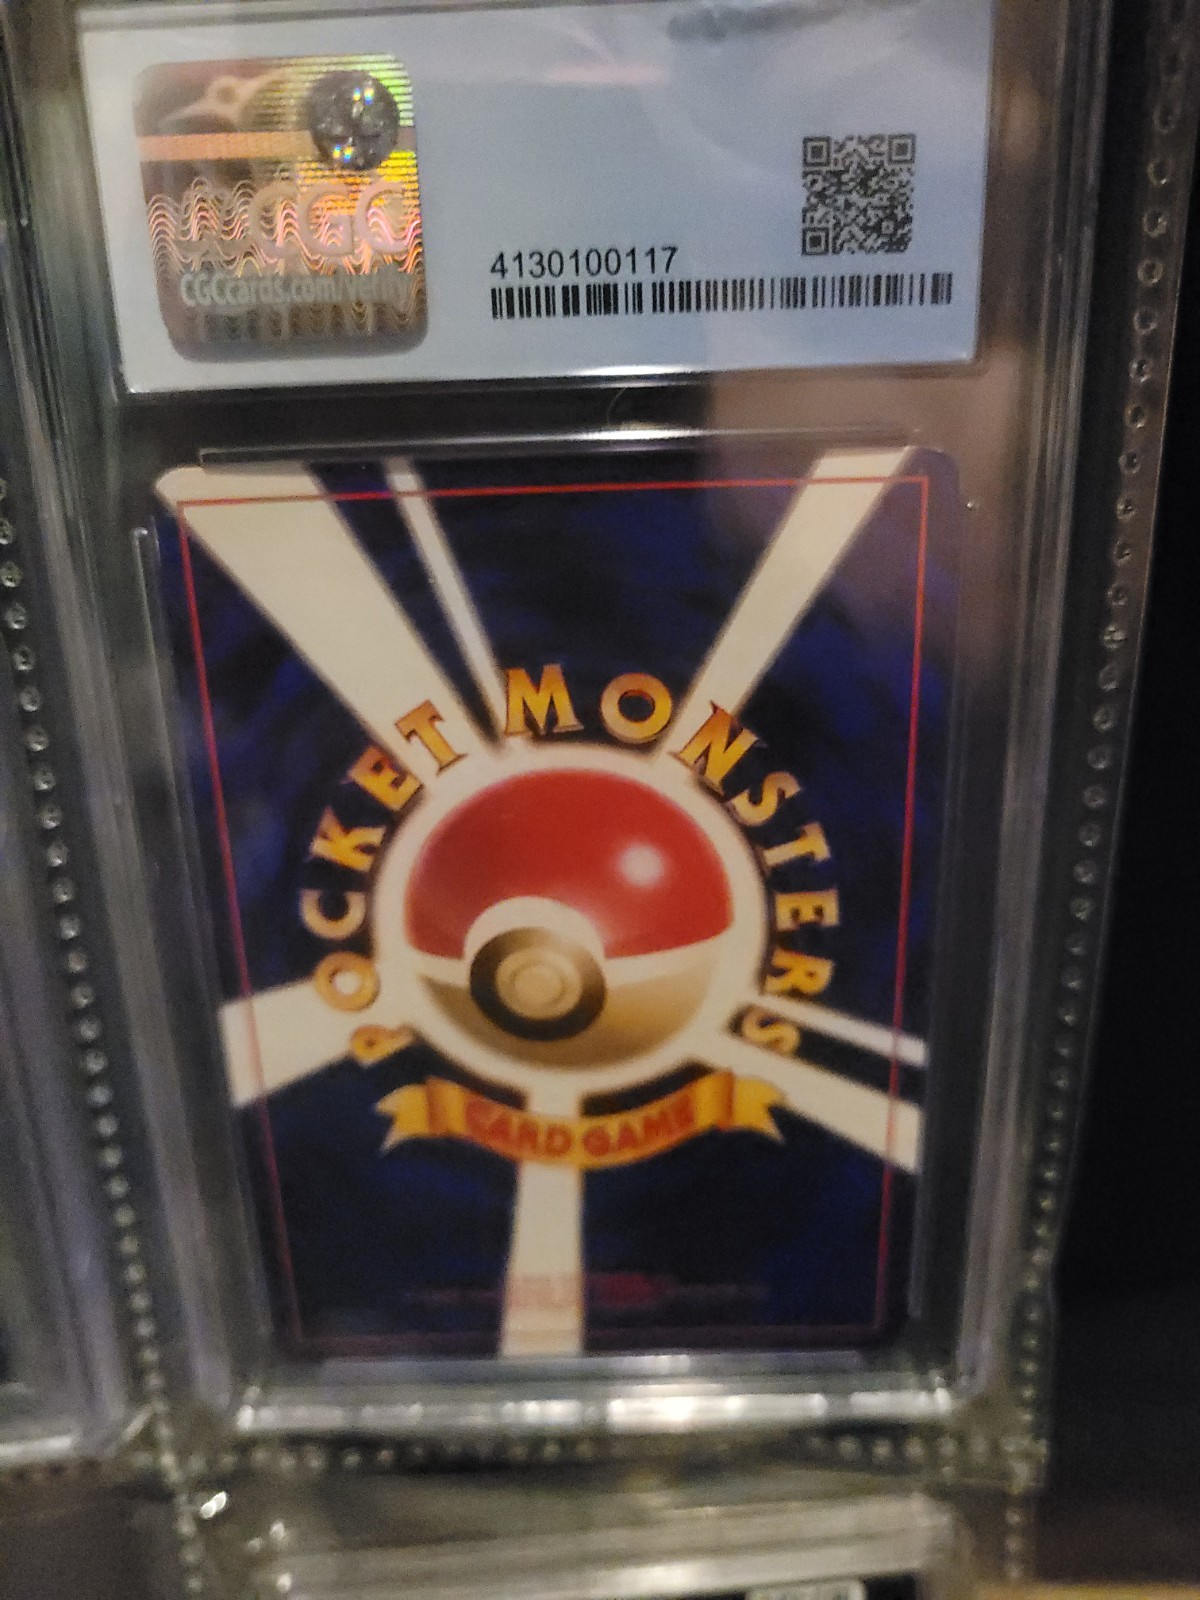 CGC
CGCcards.com/verify
4130100117
POCKET MONSTERS
CARD GAME